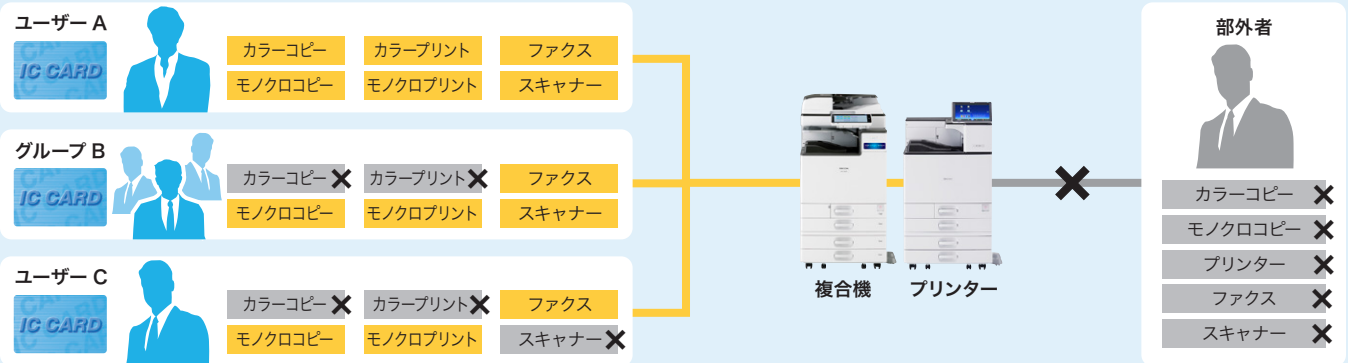 ユーザー A
IC CARD
カラーコピー
カラープリント
ファクス
モノクロコピー
モノクロプリント
スキャナー
グループ B
IC CARD
カラーコピー
カラープリント
ファクス
モノクロコピー
モノクロプリント
スキャナー
ユーザー C
IC CARD
カラーコピー
カラープリント
ファクス
モノクロコピー
モノクロプリント
スキャナー
複合機
プリンター
部外者
カラーコピー
モノクロコピー
プリンター
ファクス
スキャナー